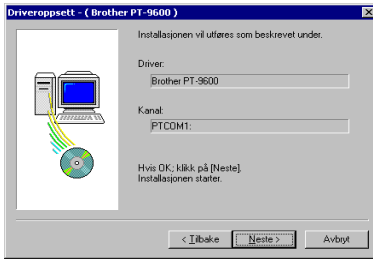 Driveroppsett - ( Brother PT-9600 )
Installasjonen vil utføres som beskrevet under.
Driver:
Brother PT-9600
Kanal:
PTCOM1:
Hvis OK; klikk på [Neste].
Installasjonen starter.
< Tilbake
Neste >
Avbryt